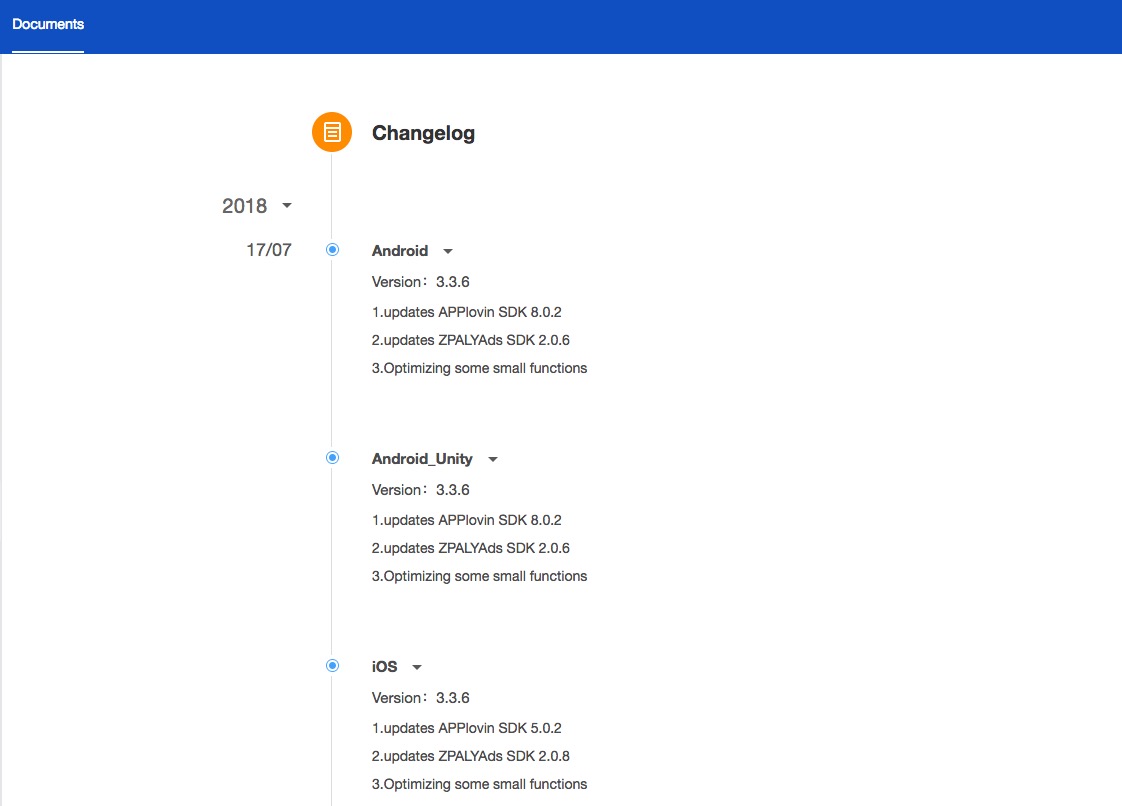 Documents
Changelog
2018
17/07
Android
Version：3.3.6
1.updates APPlovin SDK 8.0.2
2.updates ZPALYAds SDK 2.0.6
3.Optimizing some small functions
Android_Unity
Version：3.3.6
1.updates APPlovin SDK 8.0.2
2.updates ZPALYAds SDK 2.0.6
3.Optimizing some small functions
iOS
Version：3.3.6
1.updates APPlovin SDK 5.0.2
2.updates ZPALYAds SDK 2.0.8
3.Optimizing some small functions